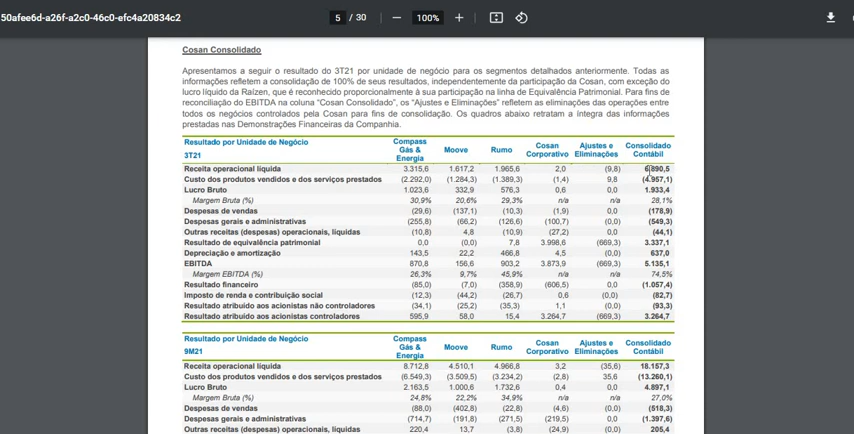 50afee6d-a26f-a2c0-46c0-efc4a20834c2
5 / 30
100%
Cosan Consolidado
Apresentamos a seguir o resultado do 3T21 por unidade de negócio para os segmentos detalhados anteriormente. Todas as
informações refletem a consolidação de 100% de seus resultados, independentemente da participação da Cosan, com exceção do
lucro líquido da Raízen, que é reconhecido proporcionalmente à sua participação na linha de Equivalência Patrimonial. Para fins de
reconciliação do EBITDA na coluna “Cosan Consolidado”, os “Ajustes e Eliminações” refletem as eliminações das operações entre
todos os negócios controlados pela Cosan para fins de consolidação. Os quadros abaixo retratam a íntegra das informações
prestadas nas Demonstrações Financeiras da Companhia.
Resultado por Unidade de Negócio 3T21 Compass Gás & Energia Moove Rumo Cosan Corporativo Ajustes e Eliminações Consolidado Contábil
Receita operacional líquida 3.315,6 1.617,2 1.965,6 2,0 (9,8) 6.890,5
Custo dos produtos vendidos e dos serviços prestados (2.292,0) (1.284,3) (1.389,3) (1,4) 9,8 (4.957,1)
Lucro Bruto 1.023,6 332,9 576,3 0,6 0,0 1.933,4
Margem Bruta (%) 30,9% 20,6% 29,3% n/a n/a 28,1%
Despesas de vendas (29,6) (137,1) (10,3) (1,9) 0,0 (178,9)
Despesas gerais e administrativas (255,8) (66,2) (126,6) (100,7) (0,0) (549,3)
Outras receitas (despesas) operacionais, líquidas (10,8) 4,8 (10,9) (27,2) 0,0 (44,1)
Resultado de equivalência patrimonial 0,0 (0,0) 7,8 3.998,6 (669,3) 3.337,1
Depreciação e amortização 143,5 22,2 466,8 4,5 (0,0) 637,0
EBITDA 870,8 156,6 903,2 3.873,9 (669,3) 5.135,1
Margem EBITDA (%) 26,3% 9,7% 45,9% n/a n/a 74,5%
Resultado financeiro (85,0) (7,0) (358,9) (606,5) 0,0 (1.057,4)
Imposto de renda e contribuição social (12,3) (44,2) (26,7) 0,6 (0,0) (82,7)
Resultado atribuído aos acionistas não controladores (34,1) (25,2) (35,3) 1,1 (0,0) (93,3)
Resultado atribuído aos acionistas controladores 595,9 58,0 15,4 3.264,7 (669,3) 3.264,7
Resultado por Unidade de Negócio 9M21 Compass Gás & Energia Moove Rumo Cosan Corporativo Ajustes e Eliminações Consolidado Contábil
Receita operacional líquida 8.712,8 4.510,1 4.966,8 3,2 (35,6) 18.157,3
Custo dos produtos vendidos e dos serviços prestados (6.549,3) (3.509,5) (3.234,2) (2,8) 35,6 (13.260,1)
Lucro Bruto 2.163,5 1.000,6 1.732,6 0,4 0,0 4.897,1
Margem Bruta (%) 24,8% 22,2% 34,9% n/a n/a 27,0%
Despesas de vendas (88,0) (402,8) (22,8) (4,6) (0,0) (518,3)
Despesas gerais e administrativas (714,7) (191,8) (271,5) (219,5) 0,0 (1.397,6)
Outras receitas (despesas) operacionais, líquidas 220,4 13,7 (3,8) (24,9) (0,0) 205,4